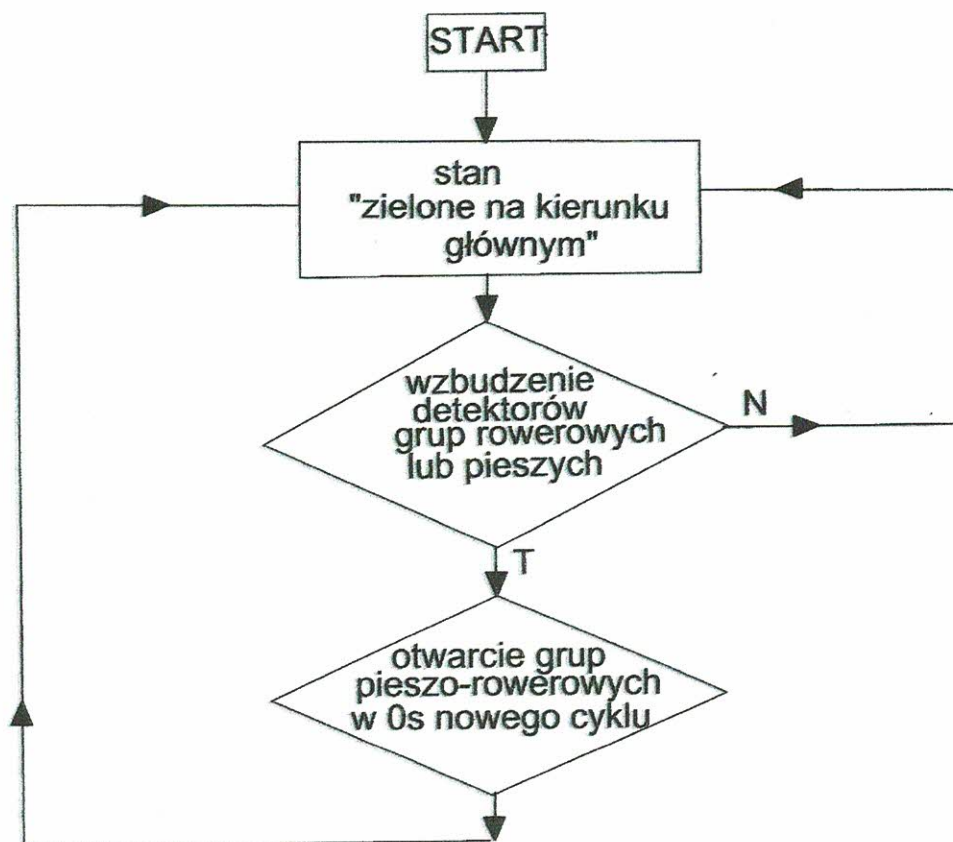 START
stan
"zielone na kierunku
głównym"
wzbudzenie
detektorów
grup rowerowych
lub pieszych
N
T
otwarcie grup
pieszo-rowerowych
w 0s nowego cyklu